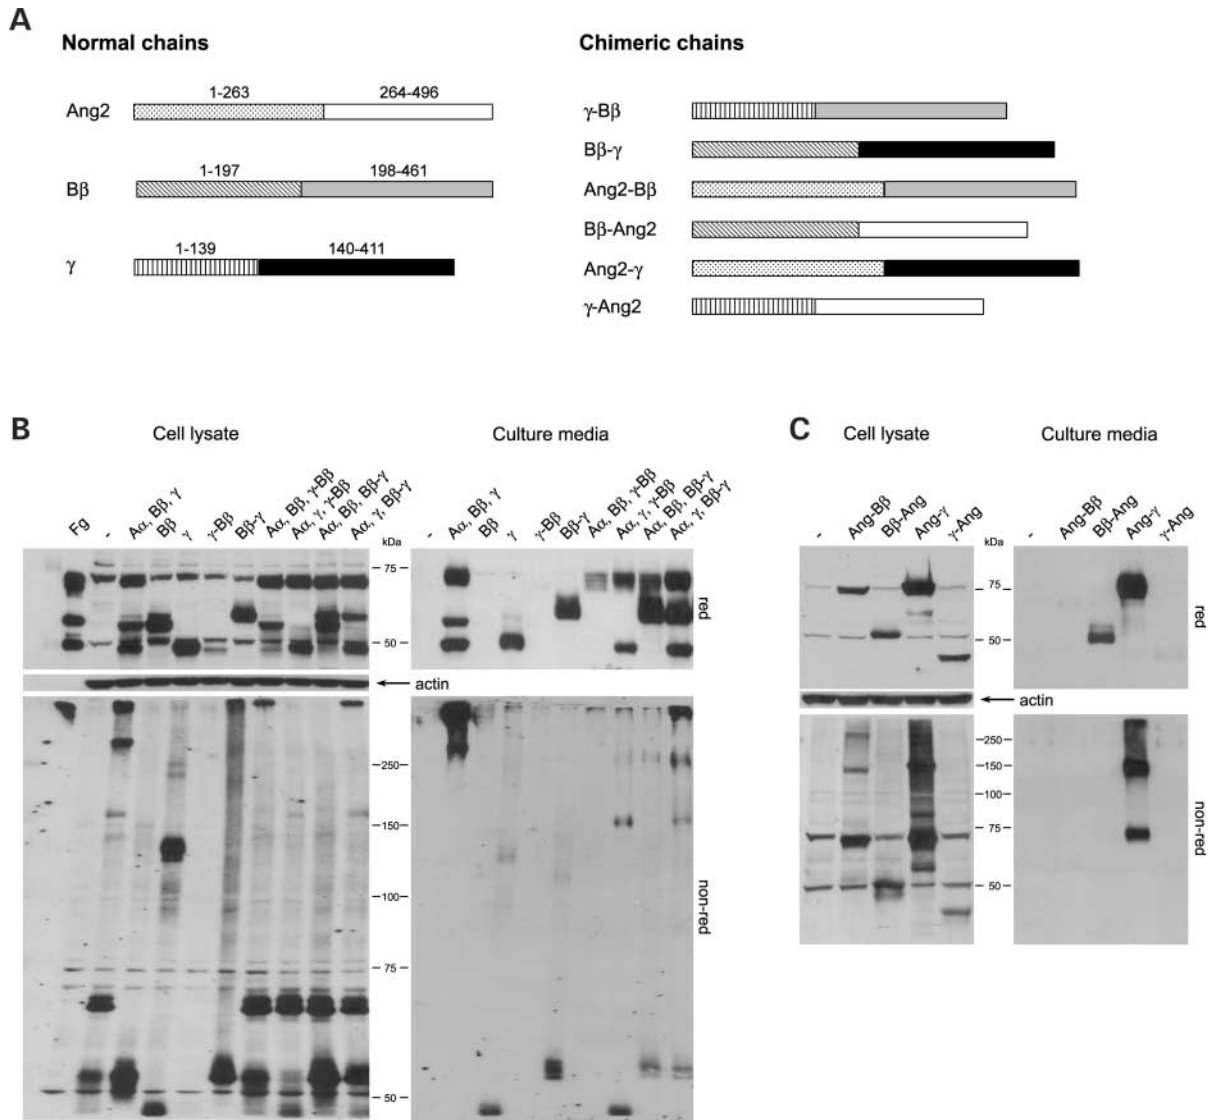 A
Normal chains
Chimeric chains
Ang2
1-263
264-496
Bβ
1-197
198-461
γ
1-139
140-411
γ-Bβ
Bβ-γ
Ang2-Bβ
Bβ-Ang2
Ang2-γ
γ-Ang2
B
Cell lysate
Culture media
Fg
-
Aα, Bβ, γ
Bβ
γ
γ-Bβ
Bβ-γ
Aα, Bβ, γ-Bβ
Aα, γ, γ-Bβ
Aα, Bβ, Bβ-γ
Aα, γ, Bβ-γ
-
Aα, Bβ, γ
Bβ
γ
γ-Bβ
Bβ-γ
Aα, Bβ, γ-Bβ
Aα, γ, γ-Bβ
Aα, Bβ, Bβ-γ
Aα, γ, Bβ-γ
kDa
75
50
red
actin
250
150
100
75
50
non-red
C
Cell lysate
Culture media
-
Ang-Bβ
Bβ-Ang
Ang-γ
γ-Ang
-
Ang-Bβ
Bβ-Ang
Ang-γ
γ-Ang
kDa
75
50
red
actin
250
150
100
75
50
non-red